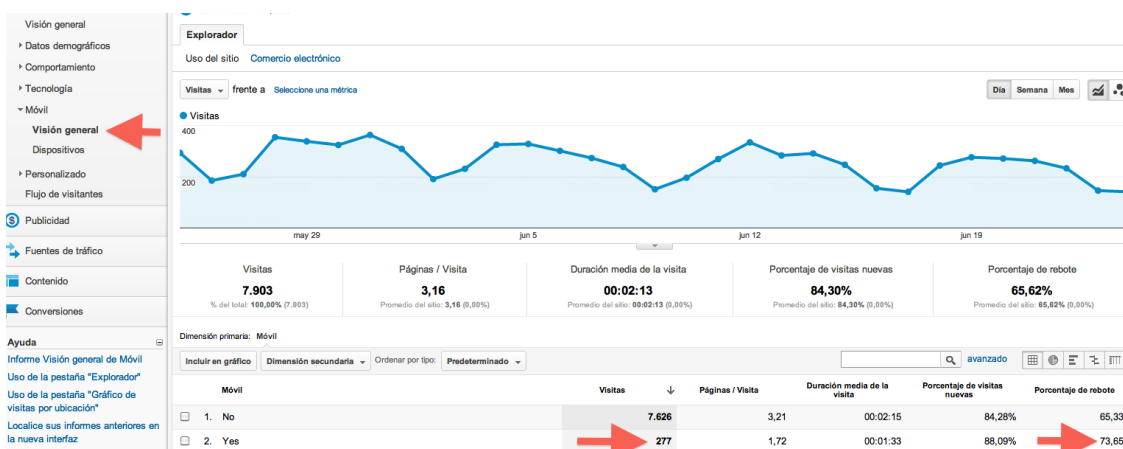 Visión general
Datos demográficos
Comportamiento
Tecnología
Móvil
Visión general
Dispositivos
Personalizado
Flujo de visitantes
Publicidad
Fuentes de tráfico
Contenido
Conversiones
Ayuda
Informe Visión general de Móvil
Uso de la pestaña "Explorador"
Uso de la pestaña "Gráfico de
visitas por ubicación"
Localice sus informes anteriores en
la nueva interfaz
Explorador
Uso del sitio Comercio electrónico
Visitas frente a Seleccione una métrica
Día Semana Mes
Visitas
400
200
may 29 jun 5 jun 12 jun 19
Visitas Páginas / Visita Duración media de la visita Porcentaje de visitas nuevas Porcentaje de rebote
7.903 3,16 00:02:13 84,30% 65,62%
% del total: 100,00% (7.903) Promedio del sitio: 3,16 (0,00%) Promedio del sitio: 00:02:13 (0,00%) Promedio del sitio: 84,30% (0,00%) Promedio del sitio: 65,62% (0,00%)
Dimensión primaria: Móvil
Incluir en gráfico Dimensión secundaria Ordenar por tipo: Predeterminado avanzado
Móvil Visitas Páginas / Visita Duración media de la visita Porcentaje de visitas nuevas Porcentaje de rebote
1. No 7.626 3,21 00:02:15 84,28% 65,33
2. Yes 277 1,72 00:01:33 88,09% 73,65